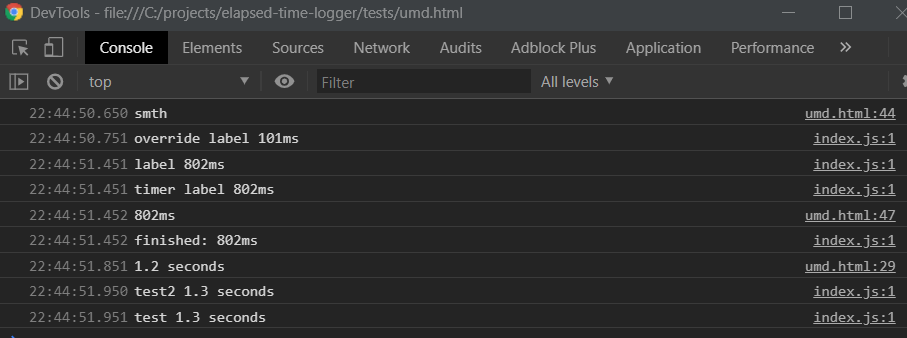 DevTools - file:///C:/projects/elapsed-time-logger/tests/umd.html
Console Elements Sources Network Audits Adblock Plus Application Performance »
top Filter All levels
22:44:50.650 smth umd.html:44
22:44:50.751 override label 101ms index.js:1
22:44:51.451 label 802ms index.js:1
22:44:51.451 timer label 802ms index.js:1
22:44:51.452 802ms umd.html:47
22:44:51.452 finished: 802ms index.js:1
22:44:51.851 1.2 seconds umd.html:29
22:44:51.950 test2 1.3 seconds index.js:1
22:44:51.951 test 1.3 seconds index.js:1